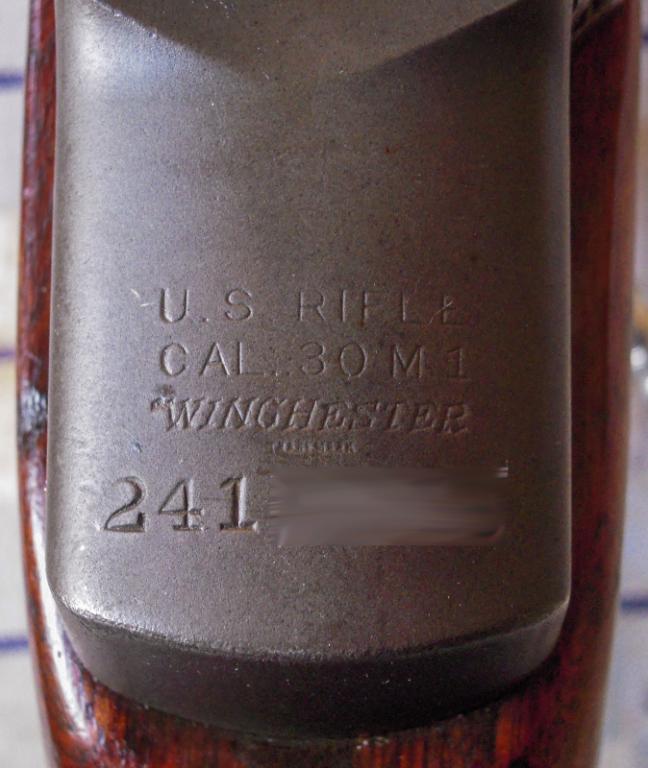 U.S RIFLE
CAL. 30 M1
WINCHESTER
241